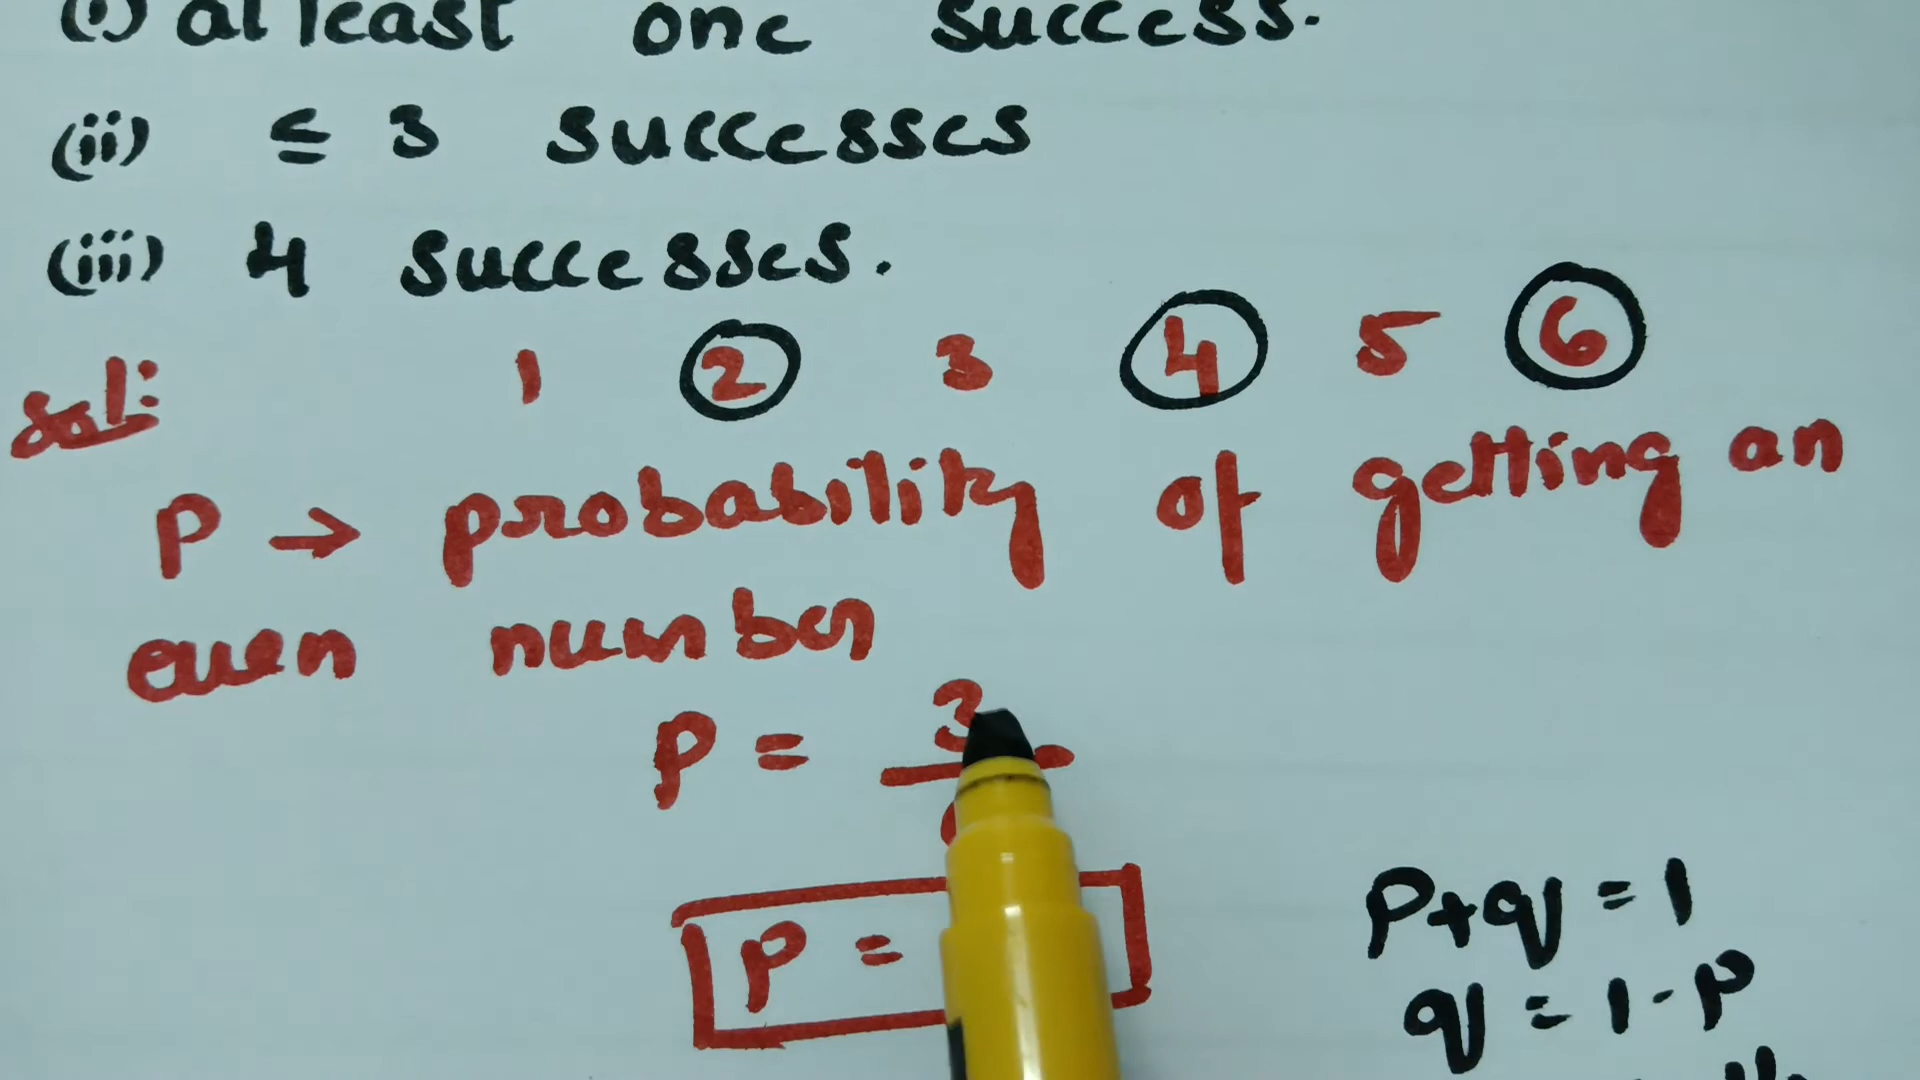 (i) at least one success.
(ii) ≤ 3 successes
(iii) 4 successes.
Sol: 1 2 3 4 5 6
P → probability of getting an
even number
P = 3
P =
P+q = 1
q = 1 - P